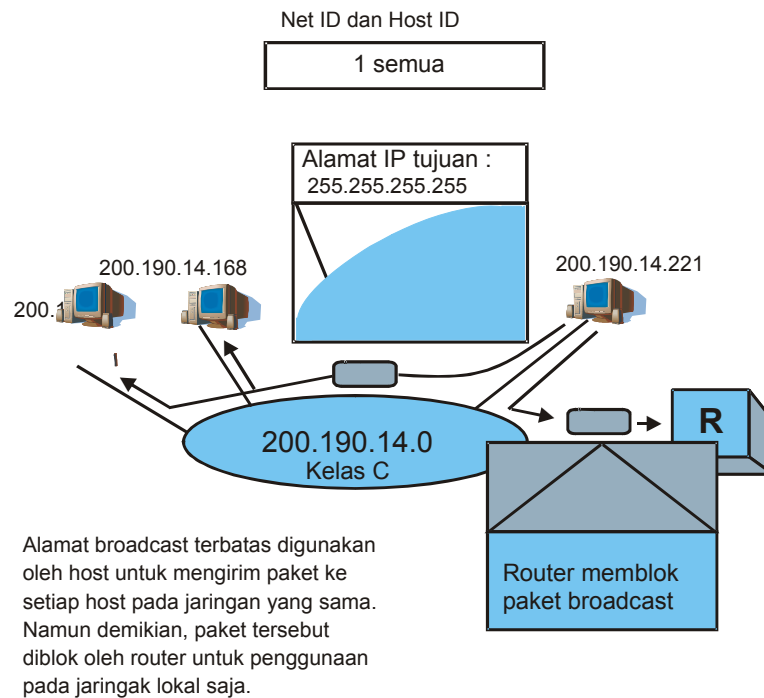 Net ID dan Host ID
1 semua
Alamat IP tujuan :
255.255.255.255
200.190.14.168
200.190.14.221
200.
R
200.190.14.0
Kelas C
Router memblok
paket broadcast
Alamat broadcast terbatas digunakan
oleh host untuk mengirim paket ke
setiap host pada jaringan yang sama.
Namun demikian, paket tersebut
diblok oleh router untuk penggunaan
pada jaringak lokal saja.